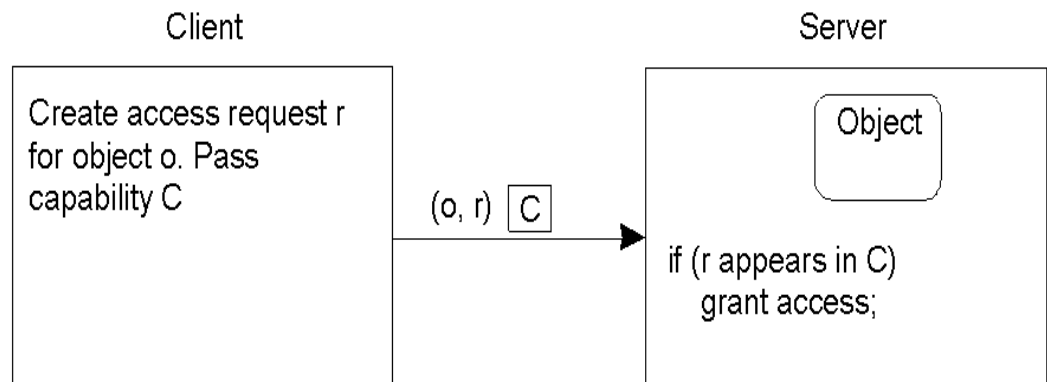 Client
Server
Create access request r
for object o. Pass
capability C
(o, r) C
Object
if (r appears in C)
grant access;